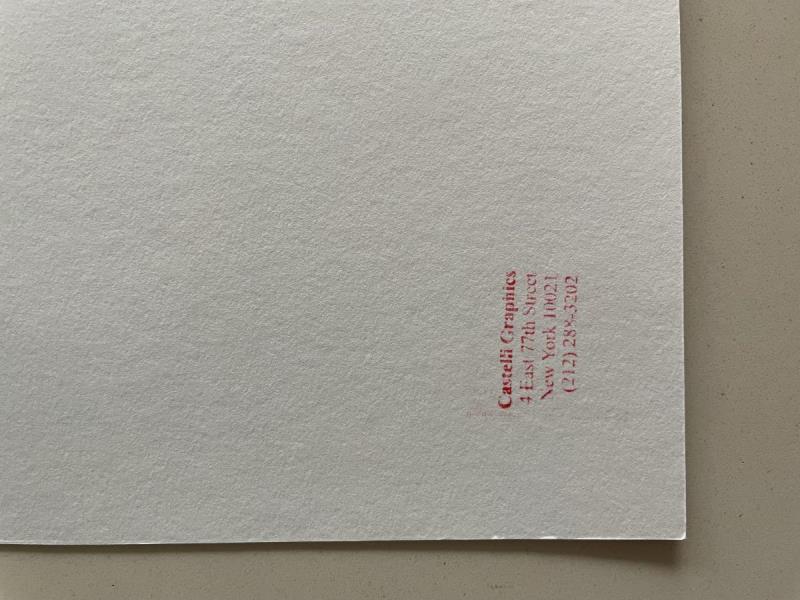 Castelli Graphics
4 East 77th Street
New York 10021
(212) 288-3202